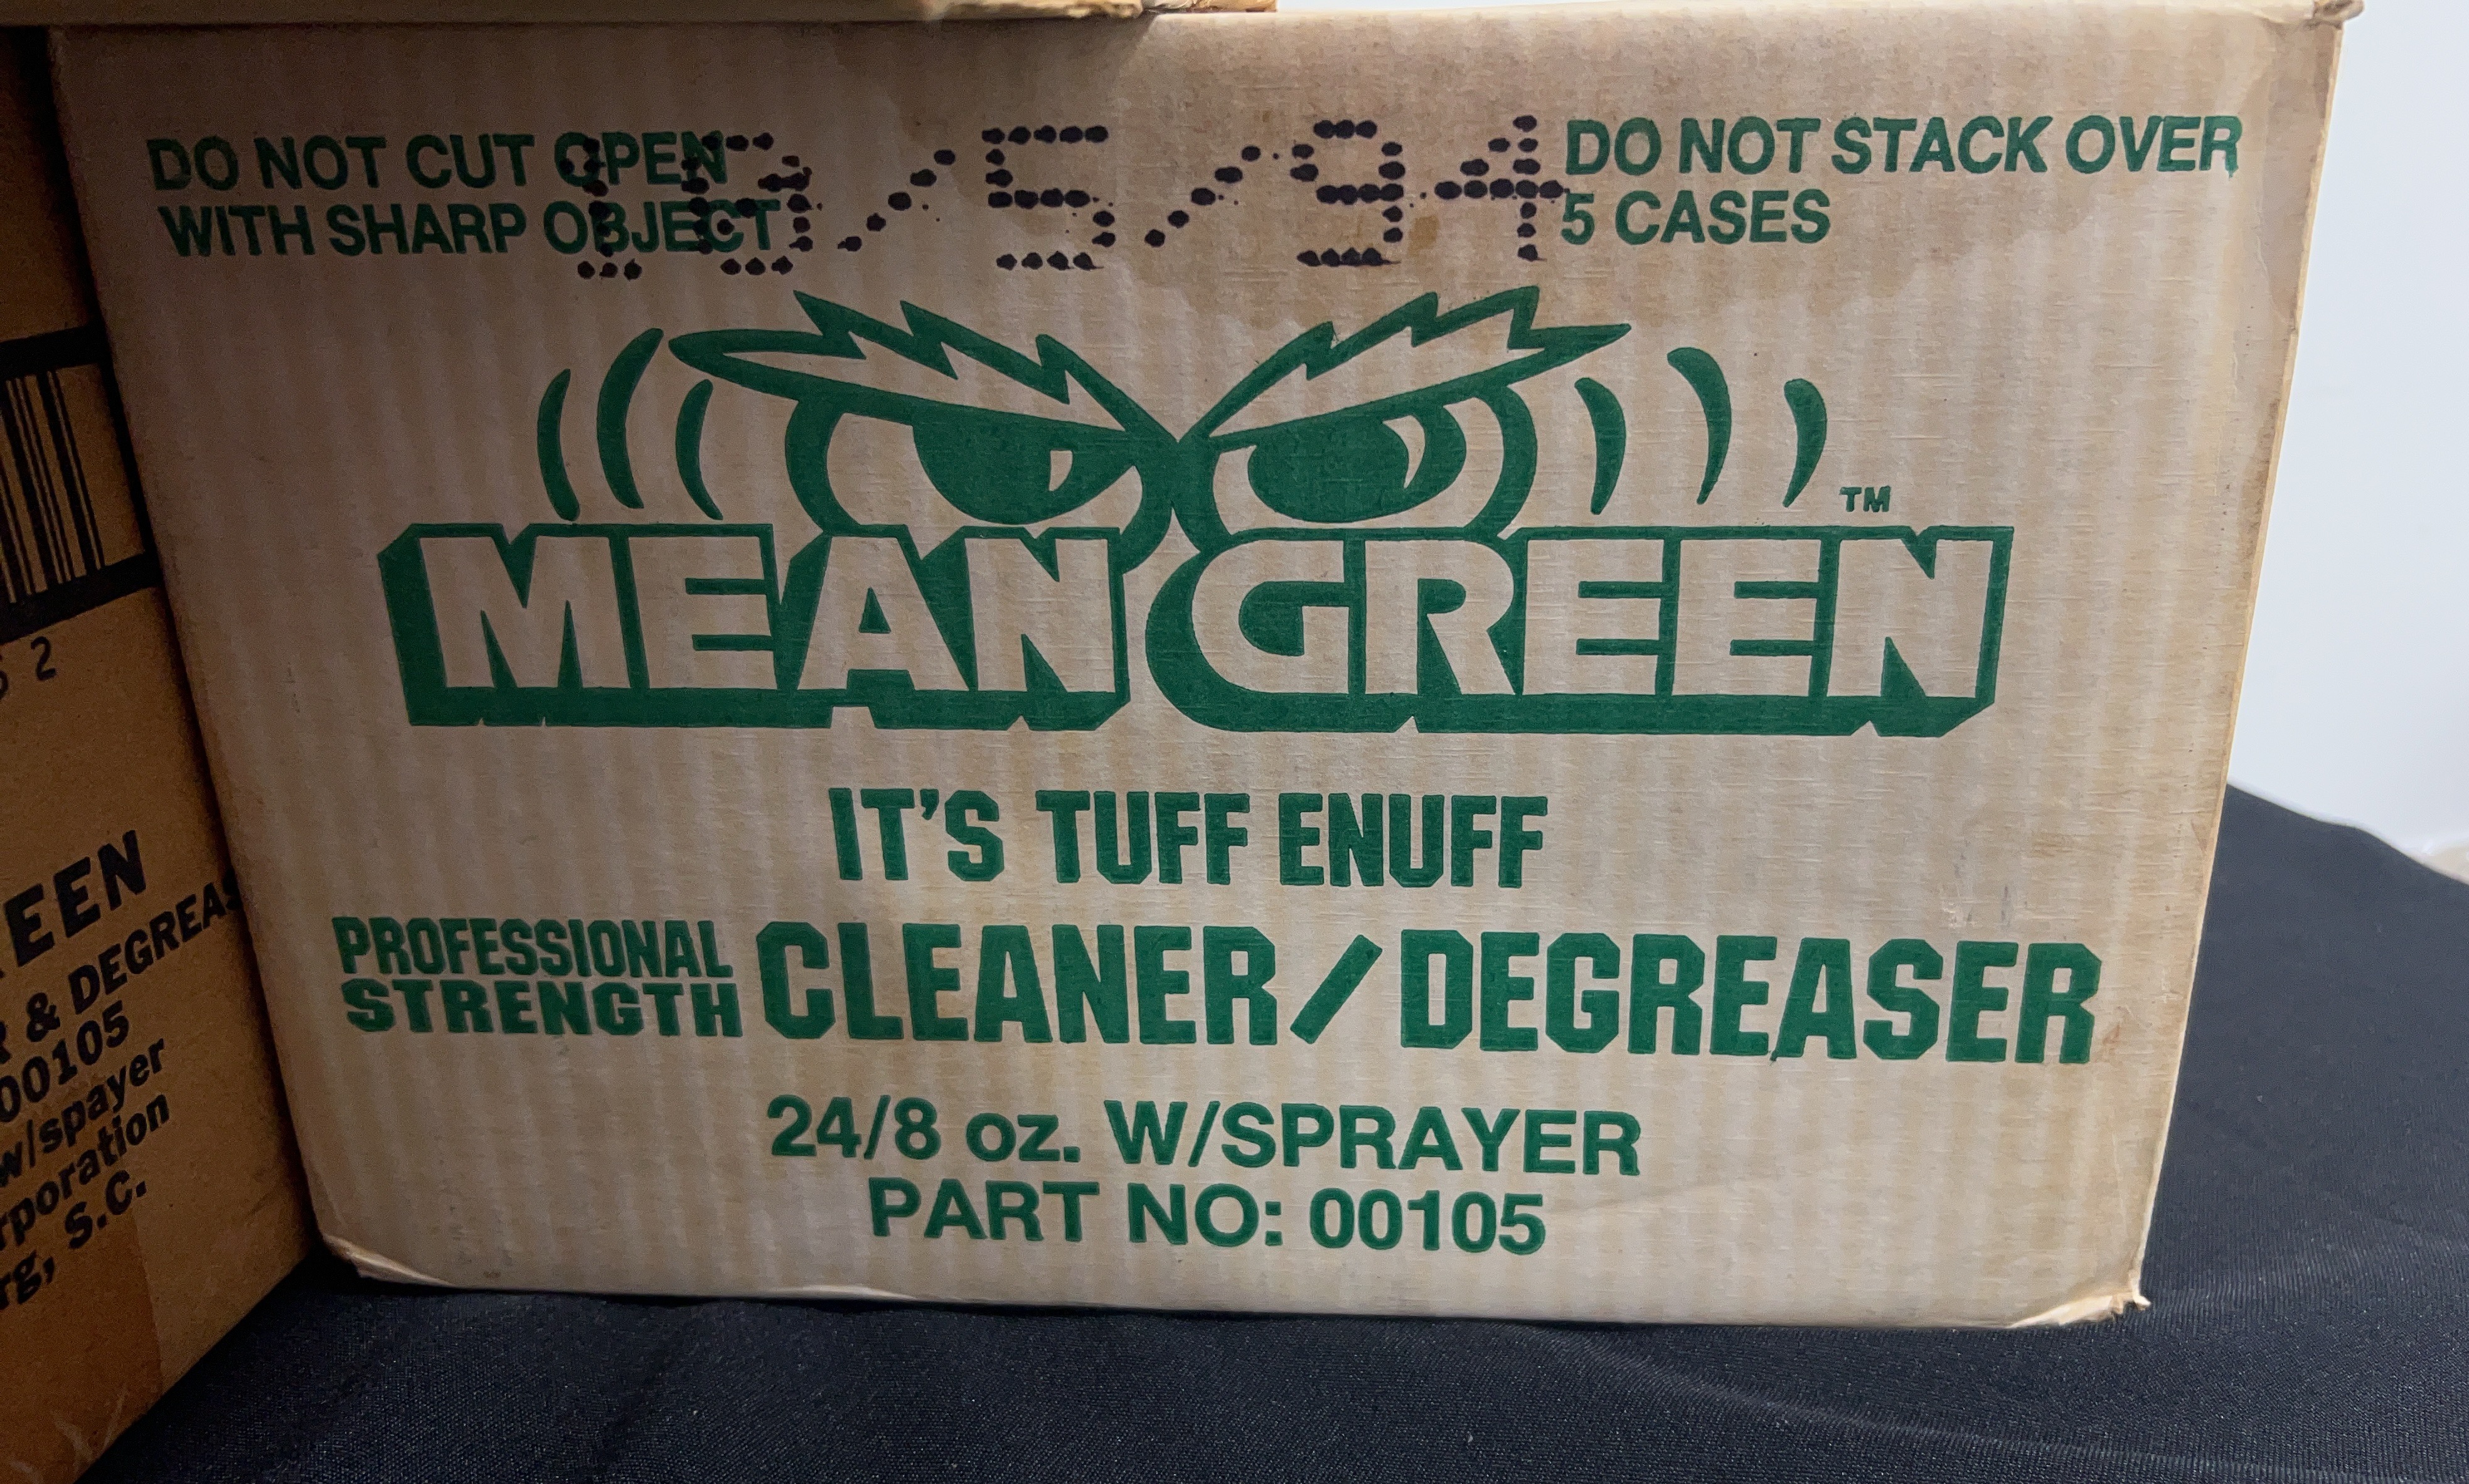 DO NOT CUT OPEN
WITH SHARP OBJECT
10/5/94
DO NOT STACK OVER
5 CASES
MEAN GREEN
TM
IT'S TUFF ENUFF
PROFESSIONAL
STRENGTH
CLEANER/DEGREASER
24/8 oz. W/SPRAYER
PART NO: 00105
2
EEN
R & DEGREAS
00105
w/spayer
rporation
rg, S.C.